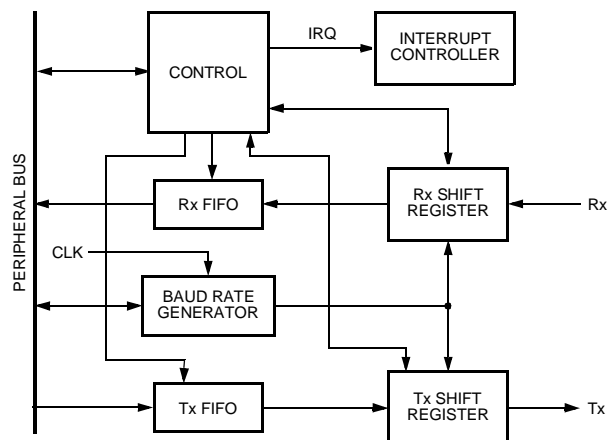 IRQ
INTERRUPT
CONTROLLER
CONTROL
Rx FIFO
Rx SHIFT
REGISTER
Rx
PERIPHERAL BUS
CLK
BAUD RATE
GENERATOR
Tx FIFO
Tx SHIFT
REGISTER
Tx